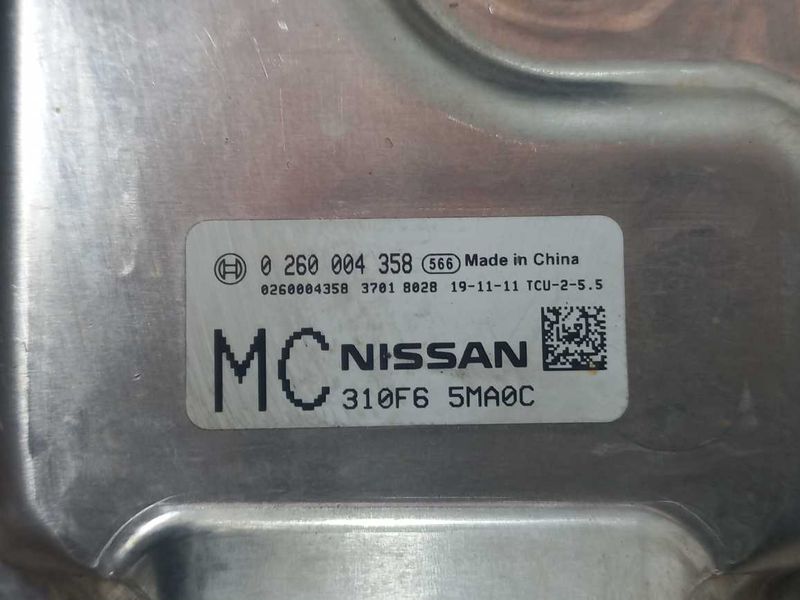 0 260 004 358 566 Made in China
0260004358 3701 8028 19-11-11 TCU-2-5.5
MC NISSAN
310F6 5MA0C